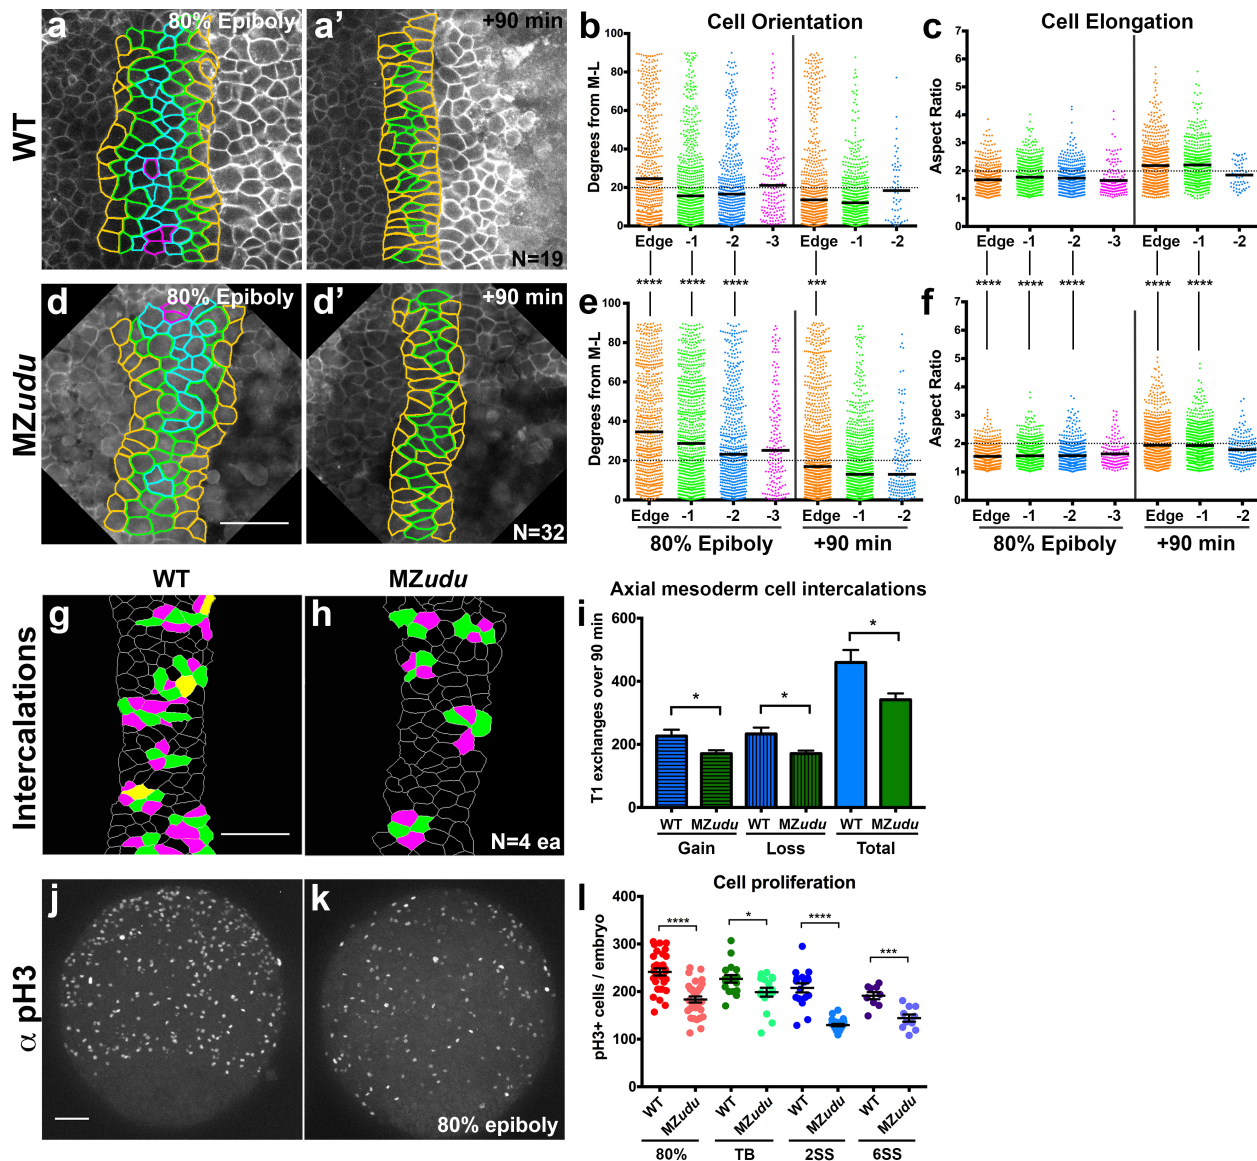 WT
a
80% Epiboly
a’
+90 min
N=19
b
Cell Orientation
Degrees from M-L
100
80
60
40
20
0
Edge
-1
-2
-3
Edge
-1
-2
c
Cell Elongation
Aspect Ratio
7
6
5
4
3
2
1
Edge
-1
-2
-3
Edge
-1
-2
****
****
****
***
****
****
****
****
****
MZudu
d
80% Epiboly
d’
+90 min
N=32
e
Degrees from M-L
100
80
60
40
20
0
Edge
-1
-2
-3
Edge
-1
-2
80% Epiboly
+90 min
f
Aspect Ratio
7
6
5
4
3
2
1
Edge
-1
-2
-3
Edge
-1
-2
80% Epiboly
+90 min
Intercalations
WT
g
MZudu
h
N=4 ea
i
Axial mesoderm cell intercalations
T1 exchanges over 90 min
600
400
200
0
*
*
*
WT
MZudu
WT
MZudu
WT
MZudu
Gain
Loss
Total
α pH3
j
k
80% epiboly
l
Cell proliferation
pH3+ cells / embryo
400
300
200
100
0
****
*
****
***
WT
MZudu
WT
MZudu
WT
MZudu
WT
MZudu
80%
TB
2SS
6SS